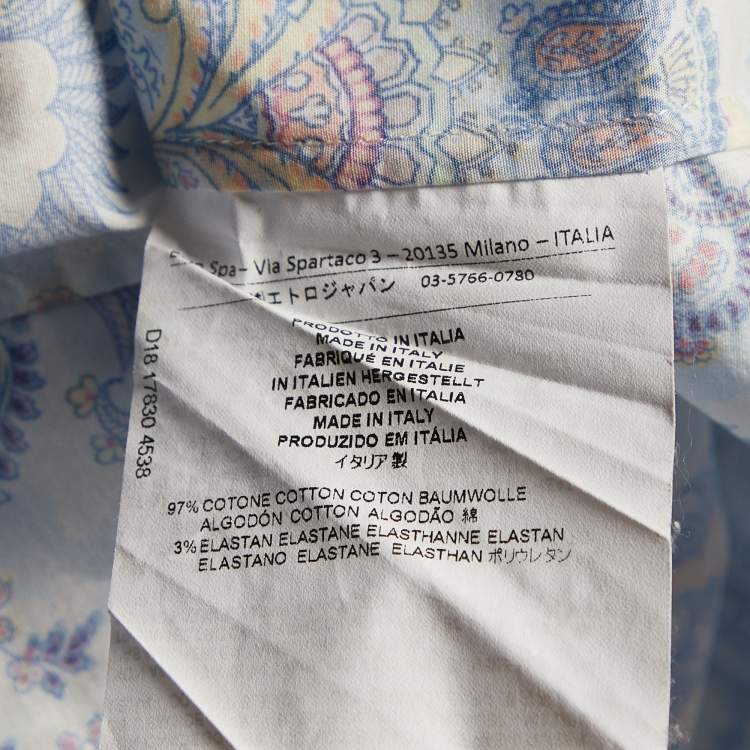 Spa - Via Spartaco 3 - 20135 Milano - ITALIA
エトロジャパン 03-5766-0780
PRODOTTO IN ITALIA
MADE IN ITALY
FABRIQUÉ EN ITALIE
IN ITALIEN HERGESTELLT
FABRICADO EN ITALIA
MADE IN ITALY
PRODUZIDO EM ITÁLIA
イタリア製
D18 17830 4538
97% COTONE COTTON COTON BAUMWOLLE
ALGODÓN COTTON ALGODÃO 綿
3% ELASTAN ELASTANE ELASTHANNE ELASTAN
ELASTANO ELASTANE ELASTHAN ポリウレタン